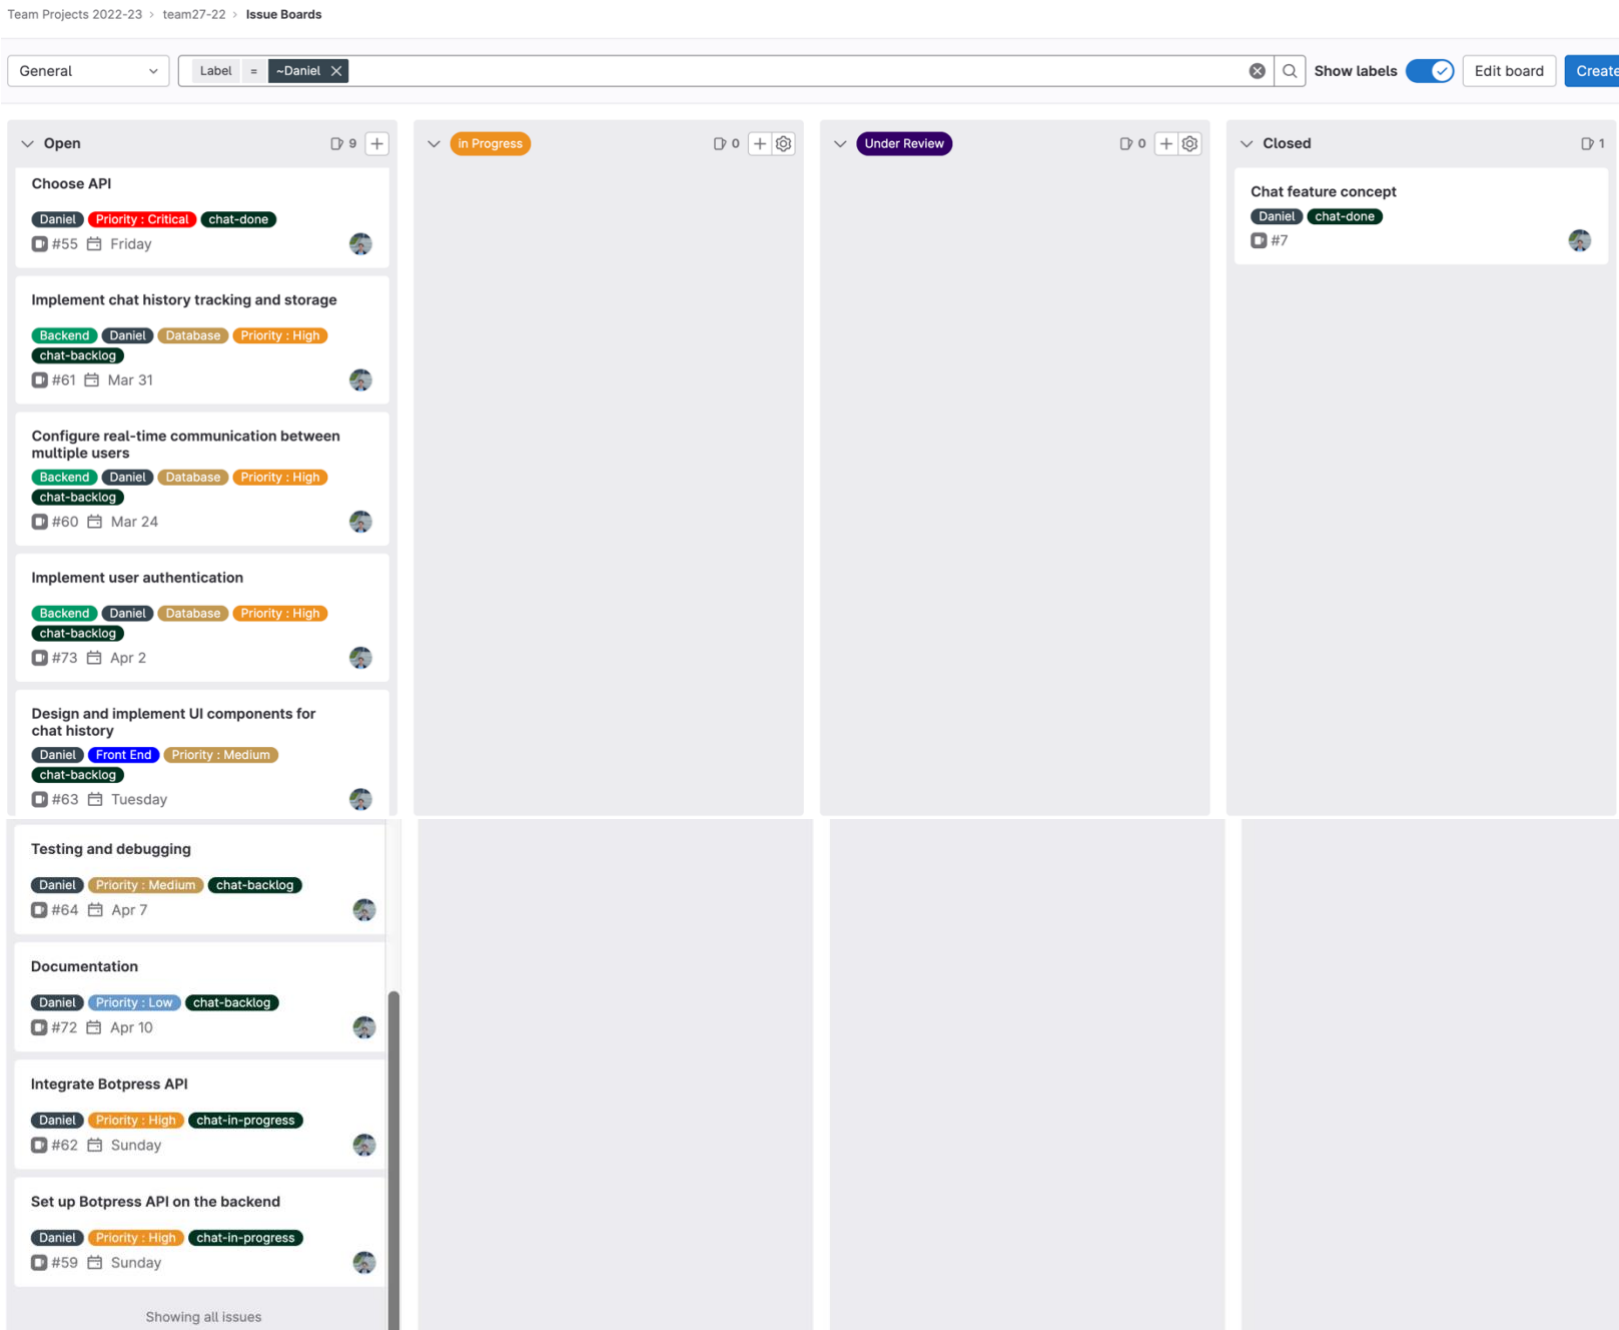 Team Projects 2022-23 > team27-22 > Issue Boards
General
Label = ~Daniel
Show labels
Edit board
Create
Open
9
In Progress
0
Under Review
0
Closed
1
Choose API
Daniel Priority : Critical chat-done
#55 Friday
Implement chat history tracking and storage
Backend Daniel Database Priority : High
chat-backlog
#61 Mar 31
Configure real-time communication between
multiple users
Backend Daniel Database Priority : High
chat-backlog
#60 Mar 24
Implement user authentication
Backend Daniel Database Priority : High
chat-backlog
#73 Apr 2
Design and implement UI components for
chat history
Daniel Front End Priority : Medium
chat-backlog
#63 Tuesday
Testing and debugging
Daniel Priority : Medium chat-backlog
#64 Apr 7
Documentation
Daniel Priority : Low chat-backlog
#72 Apr 10
Integrate Botpress API
Daniel Priority : High chat-in-progress
#62 Sunday
Set up Botpress API on the backend
Daniel Priority : High chat-in-progress
#59 Sunday
Showing all issues
Chat feature concept
Daniel chat-done
#7